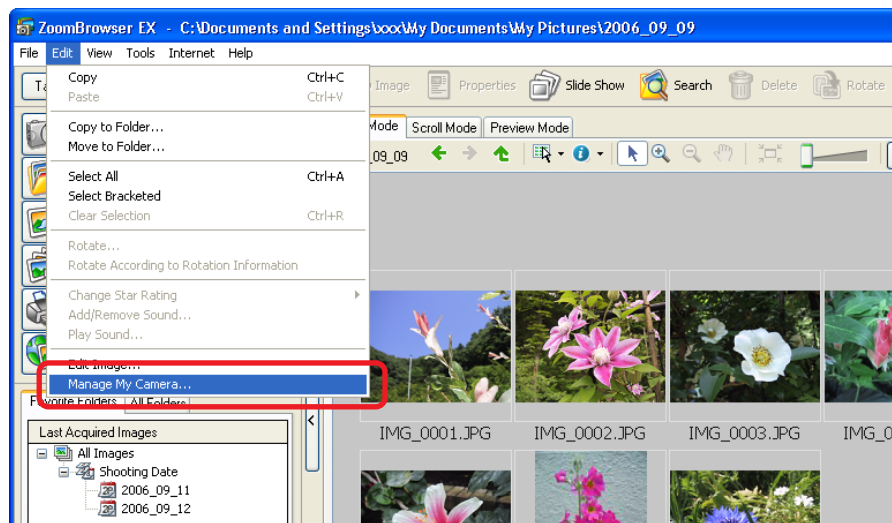 ZoomBrowser EX - C:\Documents and Settings\xxx\My Documents\My Pictures\2006_09_09
File Edit View Tools Internet Help
Image Properties Slide Show Search Delete Rotate
Copy Ctrl+C
Paste Ctrl+V
Copy to Folder...
Move to Folder...
Select All Ctrl+A
Select Bracketed
Clear Selection Ctrl+R
Rotate...
Rotate According to Rotation Information
Change Star Rating
Add/Remove Sound...
Play Sound...
Edit Image...
Manage My Camera...
Mode Scroll Mode Preview Mode
_09_09
Favorite Folders All Folders
Last Acquired Images
All Images
Shooting Date
2006_09_11
2006_09_12
IMG_0001.JPG IMG_0002.JPG IMG_0003.JPG IMG_0